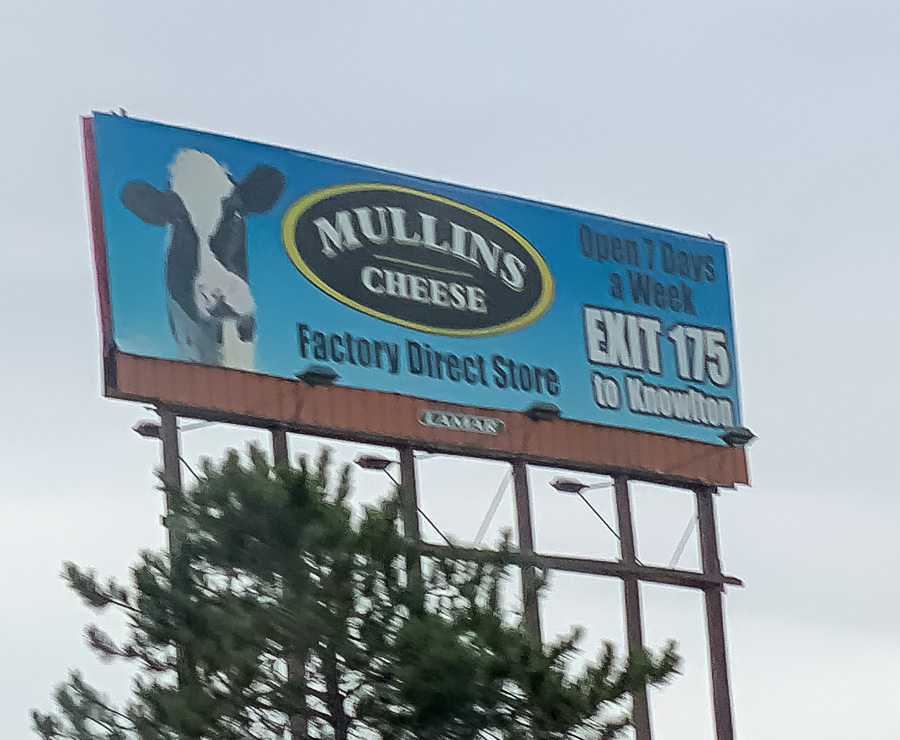 MULLINS
CHEESE
Factory Direct Store
Open 7 Days
a Week
EXIT 175
to Knowlton
LAMAR